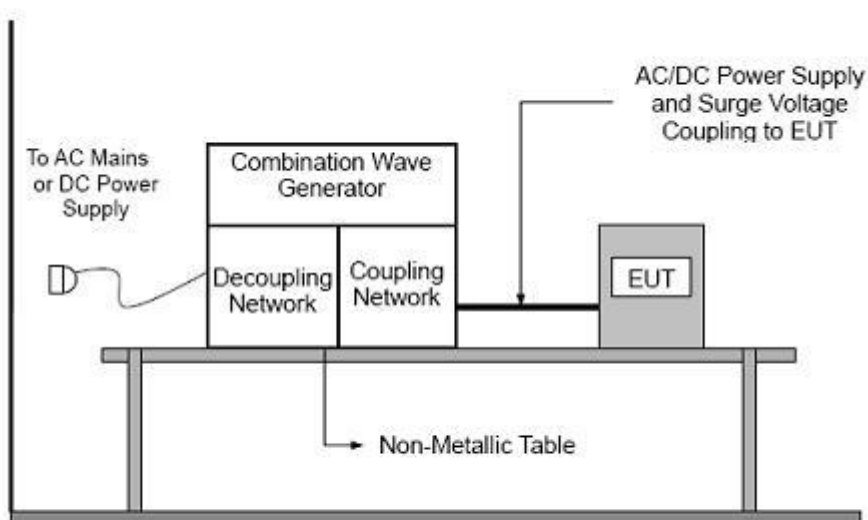 AC/DC Power Supply
and Surge Voltage
Coupling to EUT
To AC Mains
or DC Power
Supply
Combination Wave
Generator
Decoupling
Network
Coupling
Network
EUT
Non-Metallic Table